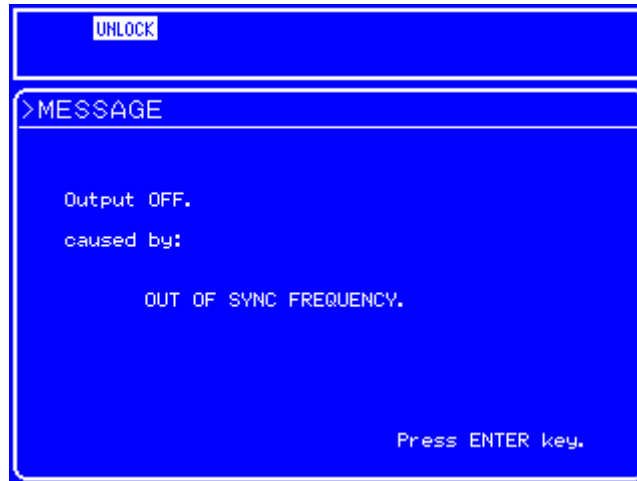 UNLOCK
>MESSAGE
Output OFF.
caused by:
OUT OF SYNC FREQUENCY.
Press ENTER key.